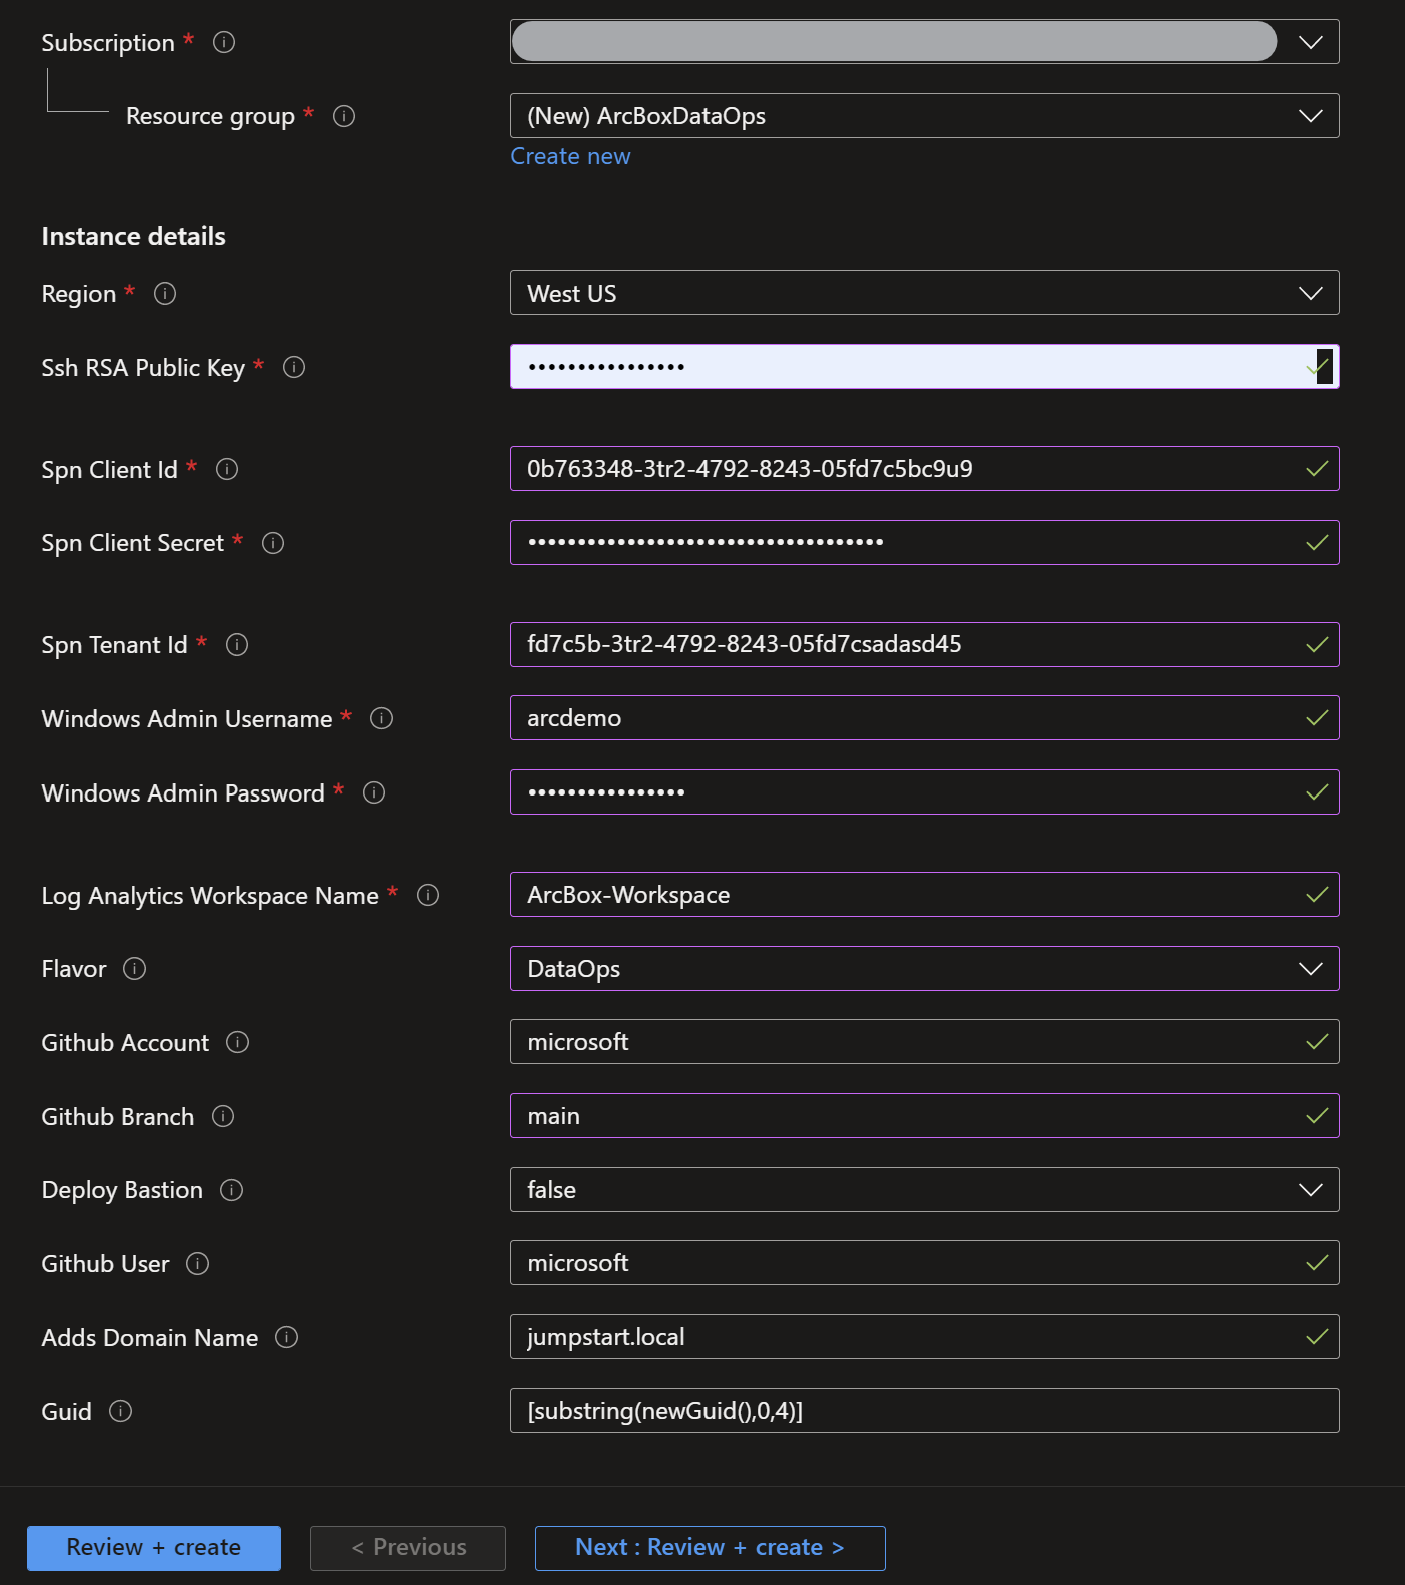 Subscription *
Resource group *
(New) ArcBoxDataOps
Create new
Instance details
Region *
West US
Ssh RSA Public Key *
••••••••••••••••
Spn Client Id *
0b763348-3tr2-4792-8243-05fd7c5bc9u9
Spn Client Secret *
••••••••••••••••••••••••••••••••••••
Spn Tenant Id *
fd7c5b-3tr2-4792-8243-05fd7csadasd45
Windows Admin Username *
arcdemo
Windows Admin Password *
••••••••••••••••
Log Analytics Workspace Name *
ArcBox-Workspace
Flavor
DataOps
Github Account
microsoft
Github Branch
main
Deploy Bastion
false
Github User
microsoft
Adds Domain Name
jumpstart.local
Guid
[substring(newGuid(),0,4)]
Review + create
< Previous
Next : Review + create >